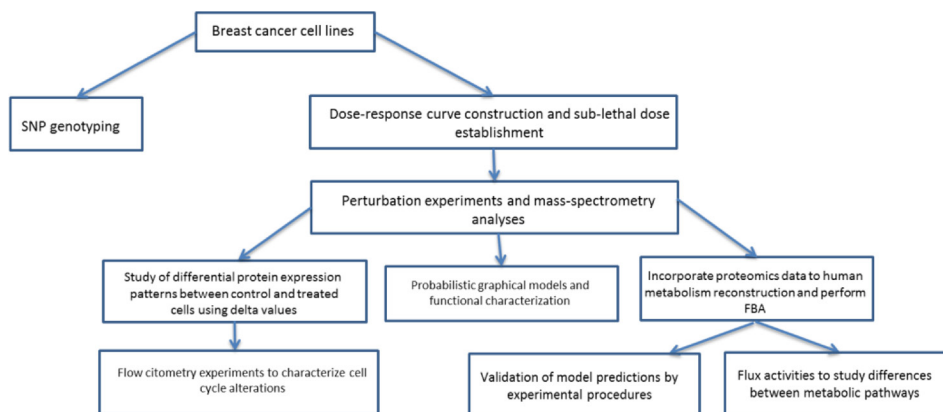 Breast cancer cell lines
SNP genotyping
Dose-response curve construction and sub-lethal dose
establishment
Perturbation experiments and mass-spectrometry
analyses
Study of differential protein expression
patterns between control and treated
cells using delta values
Probabilistic graphical models and
functional characterization
Incorporate proteomics data to human
metabolism reconstruction and perform
FBA
Flow citometry experiments to characterize cell
cycle alterations
Validation of model predictions by
experimental procedures
Flux activities to study differences
between metabolic pathways